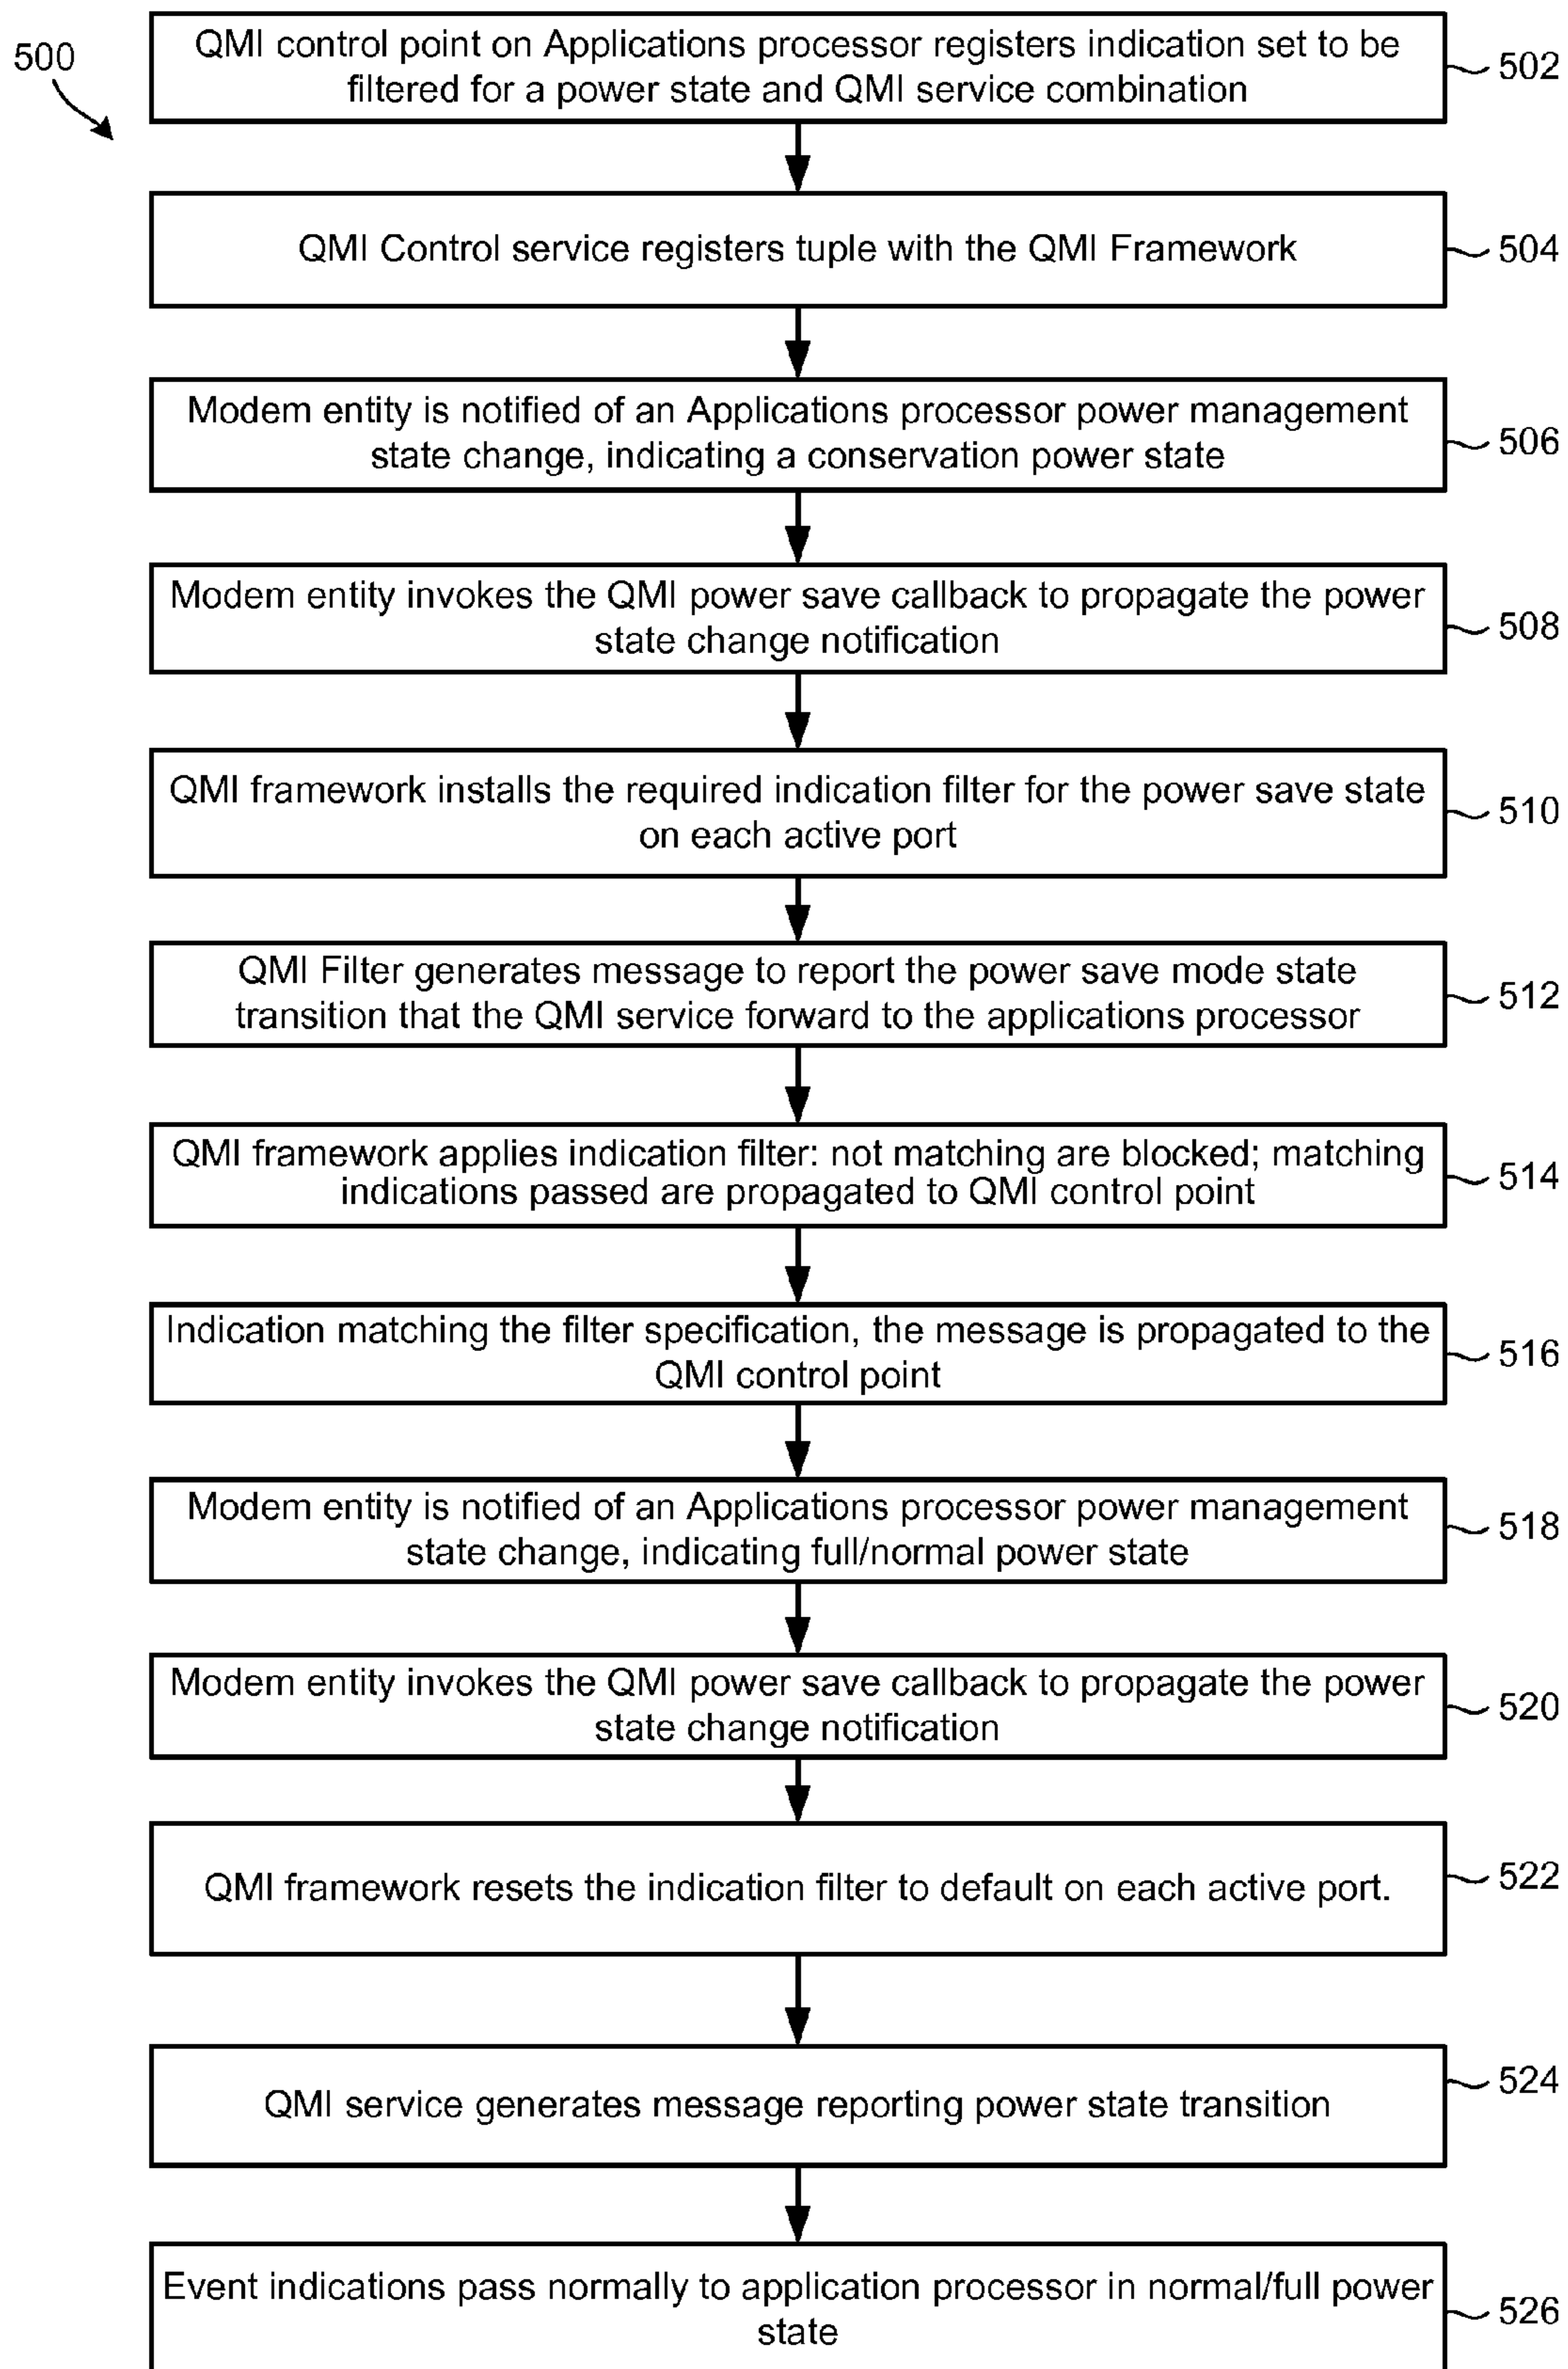 500
QMI control point on Applications processor registers indication set to be
filtered for a power state and QMI service combination
502
QMI Control service registers tuple with the QMI Framework
504
Modem entity is notified of an Applications processor power management
state change, indicating a conservation power state
506
Modem entity invokes the QMI power save callback to propagate the power
state change notification
508
QMI framework installs the required indication filter for the power save state
on each active port
510
QMI Filter generates message to report the power save mode state
transition that the QMI service forward to the applications processor
512
QMI framework applies indication filter: not matching are blocked; matching
indications passed are propagated to QMI control point
514
Indication matching the filter specification, the message is propagated to the
QMI control point
516
Modem entity is notified of an Applications processor power management
state change, indicating full/normal power state
518
Modem entity invokes the QMI power save callback to propagate the power
state change notification
520
QMI framework resets the indication filter to default on each active port.
522
QMI service generates message reporting power state transition
524
Event indications pass normally to application processor in normal/full power
state
526